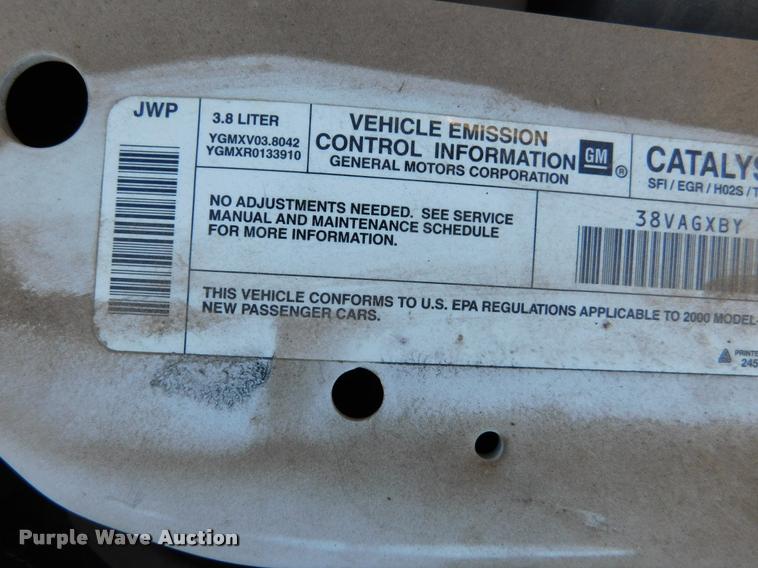 JWP
3.8 LITER
YGMXV03.8042
YGMXR0133910
VEHICLE EMISSION
CONTROL INFORMATION
GENERAL MOTORS CORPORATION
GM ®
CATALYS
SFI / EGR / H02S / T
NO ADJUSTMENTS NEEDED. SEE SERVICE
MANUAL AND MAINTENANCE SCHEDULE
FOR MORE INFORMATION.
38VAGXBY
THIS VEHICLE CONFORMS TO U.S. EPA REGULATIONS APPLICABLE TO 2000 MODEL-
NEW PASSENGER CARS.
PRINTE
245
Purple Wave Auction